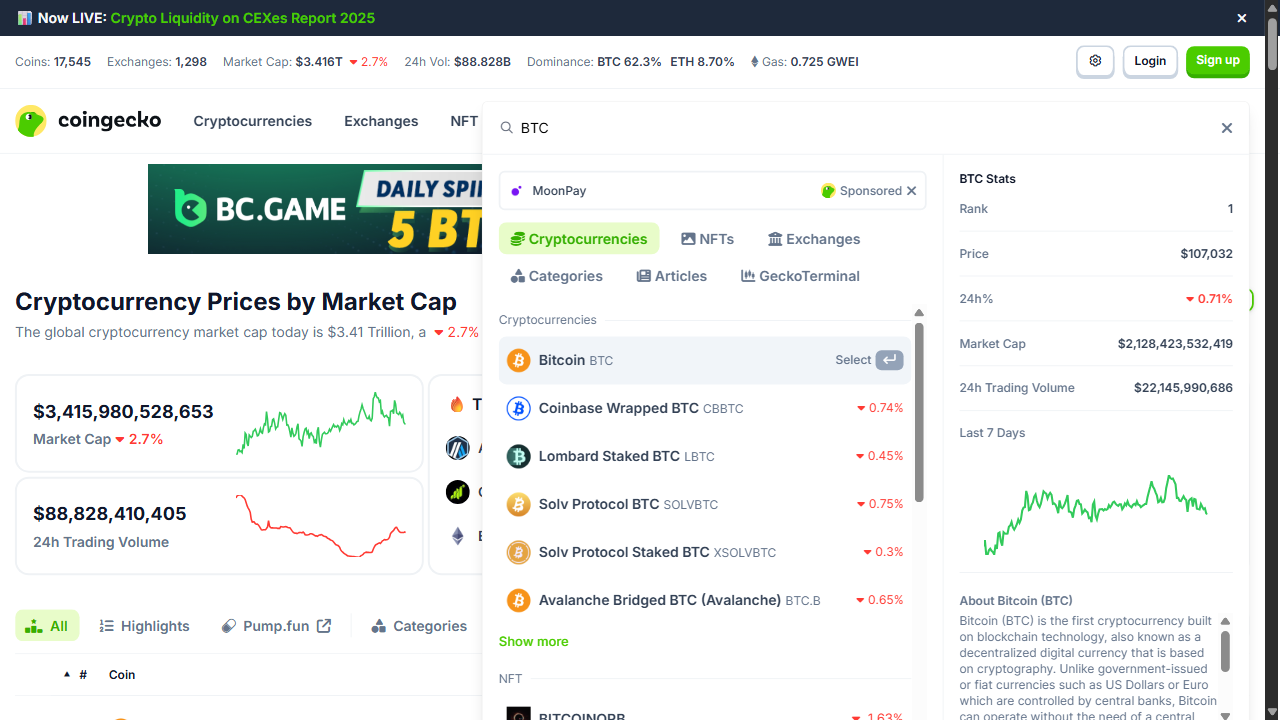 Now LIVE: Crypto Liquidity on CEXes Report 2025
Coins: 17,545 Exchanges: 1,298 Market Cap: $3.416T 2.7% 24h Vol: $88.828B Dominance: BTC 62.3% ETH 8.70% Gas: 0.725 GWEI
Login
Sign up
coingecko
Cryptocurrencies
Exchanges
NFT
BTC
BC.GAME
DAILY SPI
5 BT
Cryptocurrency Prices by Market Cap
The global cryptocurrency market cap today is $3.41 Trillion, a 2.7%
$3,415,980,528,653
Market Cap 2.7%
$88,828,410,405
24h Trading Volume
All
Highlights
Pump.fun
Categories
# Coin
MoonPay
Sponsored
Cryptocurrencies
NFTs
Exchanges
Categories
Articles
GeckoTerminal
Cryptocurrencies
Bitcoin BTC Select
Coinbase Wrapped BTC CBBTC 0.74%
Lombard Staked BTC LBTC 0.45%
Solv Protocol BTC SOLVBTC 0.75%
Solv Protocol Staked BTC XSOLVBTC 0.3%
Avalanche Bridged BTC (Avalanche) BTC.B 0.65%
Show more
NFT
BITCOINORB 1.63%
BTC Stats
Rank 1
Price $107,032
24h% 0.71%
Market Cap $2,128,423,532,419
24h Trading Volume $22,145,990,686
Last 7 Days
About Bitcoin (BTC)
Bitcoin (BTC) is the first cryptocurrency built
on blockchain technology, also known as a
decentralized digital currency that is based
on cryptography. Unlike government-issued
or fiat currencies such as US Dollars or Euro
which are controlled by central banks, Bitcoin
can operate without the need of a central